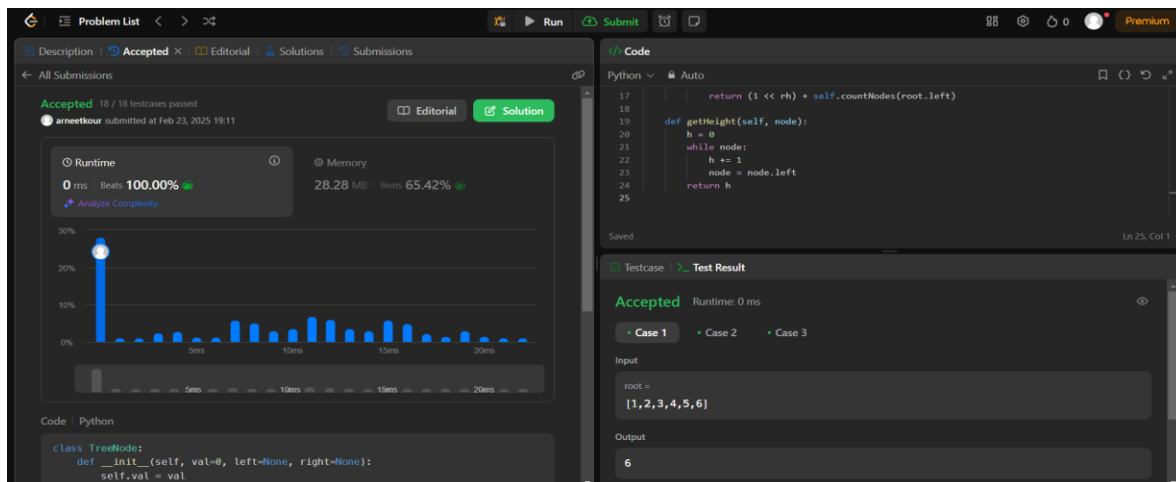 Problem List
Run
Submit
0
Premium
Description
Accepted
Editorial
Solutions
Submissions
All Submissions
Accepted 18 / 18 testcases passed
arneetkour submitted at Feb 23, 2025 19:11
Editorial
Solution
Runtime
0 ms Beats 100.00%
Analyze Complexity
Memory
28.28 MB Beats 65.42%
30%
20%
10%
0%
5ms 10ms 15ms 20ms
5ms 10ms 15ms 20ms
Code Python
class TreeNode:
def __init__(self, val=0, left=None, right=None):
self.val = val
</> Code
Python Auto
17 return (1 << rh) + self.countNodes(root.left)
18
19 def getHeight(self, node):
20 h = 0
21 while node:
22 h += 1
23 node = node.left
24 return h
25
Saved
Ln 25, Col 1
Testcase
>_ Test Result
Accepted Runtime: 0 ms
• Case 1 • Case 2 • Case 3
Input
root =
[1,2,3,4,5,6]
Output
6